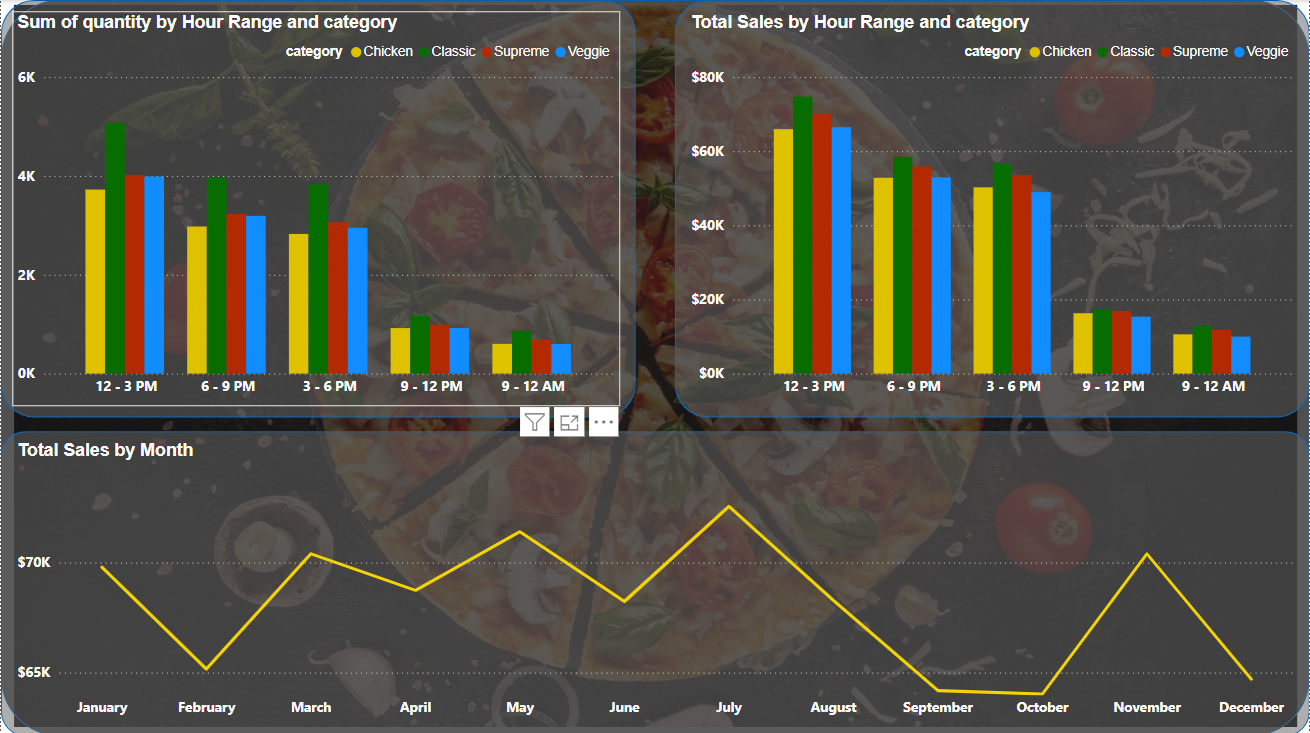 Sum of quantity by Hour Range and category
category Chicken Classic Supreme Veggie
6K
4K
2K
0K
12 - 3 PM 6 - 9 PM 3 - 6 PM 9 - 12 PM 9 - 12 AM
Total Sales by Hour Range and category
category Chicken Classic Supreme Veggie
$80K
$60K
$40K
$20K
$0K
12 - 3 PM 6 - 9 PM 3 - 6 PM 9 - 12 PM 9 - 12 AM
Total Sales by Month
$70K
$65K
January February March April May June July August September October November December